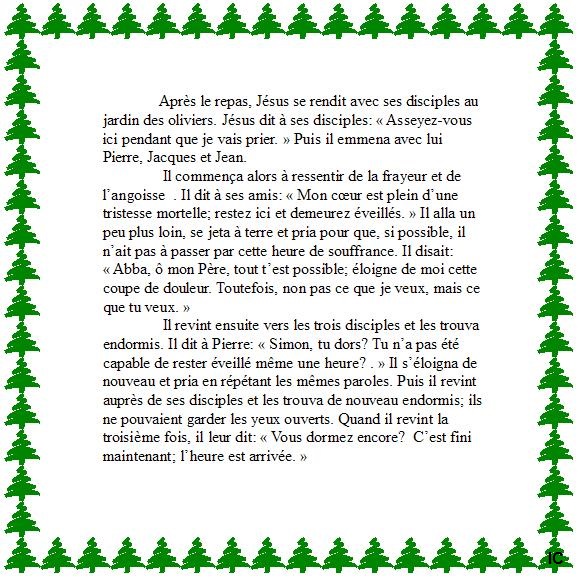 Après le repas, Jésus se rendit avec ses disciples au
jardin des oliviers. Jésus dit à ses disciples: « Asseyez-vous
ici pendant que je vais prier. » Puis il emmena avec lui
Pierre, Jacques et Jean.
Il commença alors à ressentir de la frayeur et de
l’angoisse . Il dit à ses amis: « Mon cœur est plein d’une
tristesse mortelle; restez ici et demeurez éveillés. » Il alla un
peu plus loin, se jeta à terre et pria pour que, si possible, il
n’ait pas à passer par cette heure de souffrance. Il disait:
« Abba, ô mon Père, tout t’est possible; éloigne de moi cette
coupe de douleur. Toutefois, non pas ce que je veux, mais ce
que tu veux. »
Il revint ensuite vers les trois disciples et les trouva
endormis. Il dit à Pierre: « Simon, tu dors? Tu n’a pas été
capable de rester éveillé même une heure? . » Il s’éloigna de
nouveau et pria en répétant les mêmes paroles. Puis il revint
auprès de ses disciples et les trouva de nouveau endormis; ils
ne pouvaient garder les yeux ouverts. Quand il revint la
troisième fois, il leur dit: « Vous dormez encore? C’est fini
maintenant; l’heure est arrivée. »